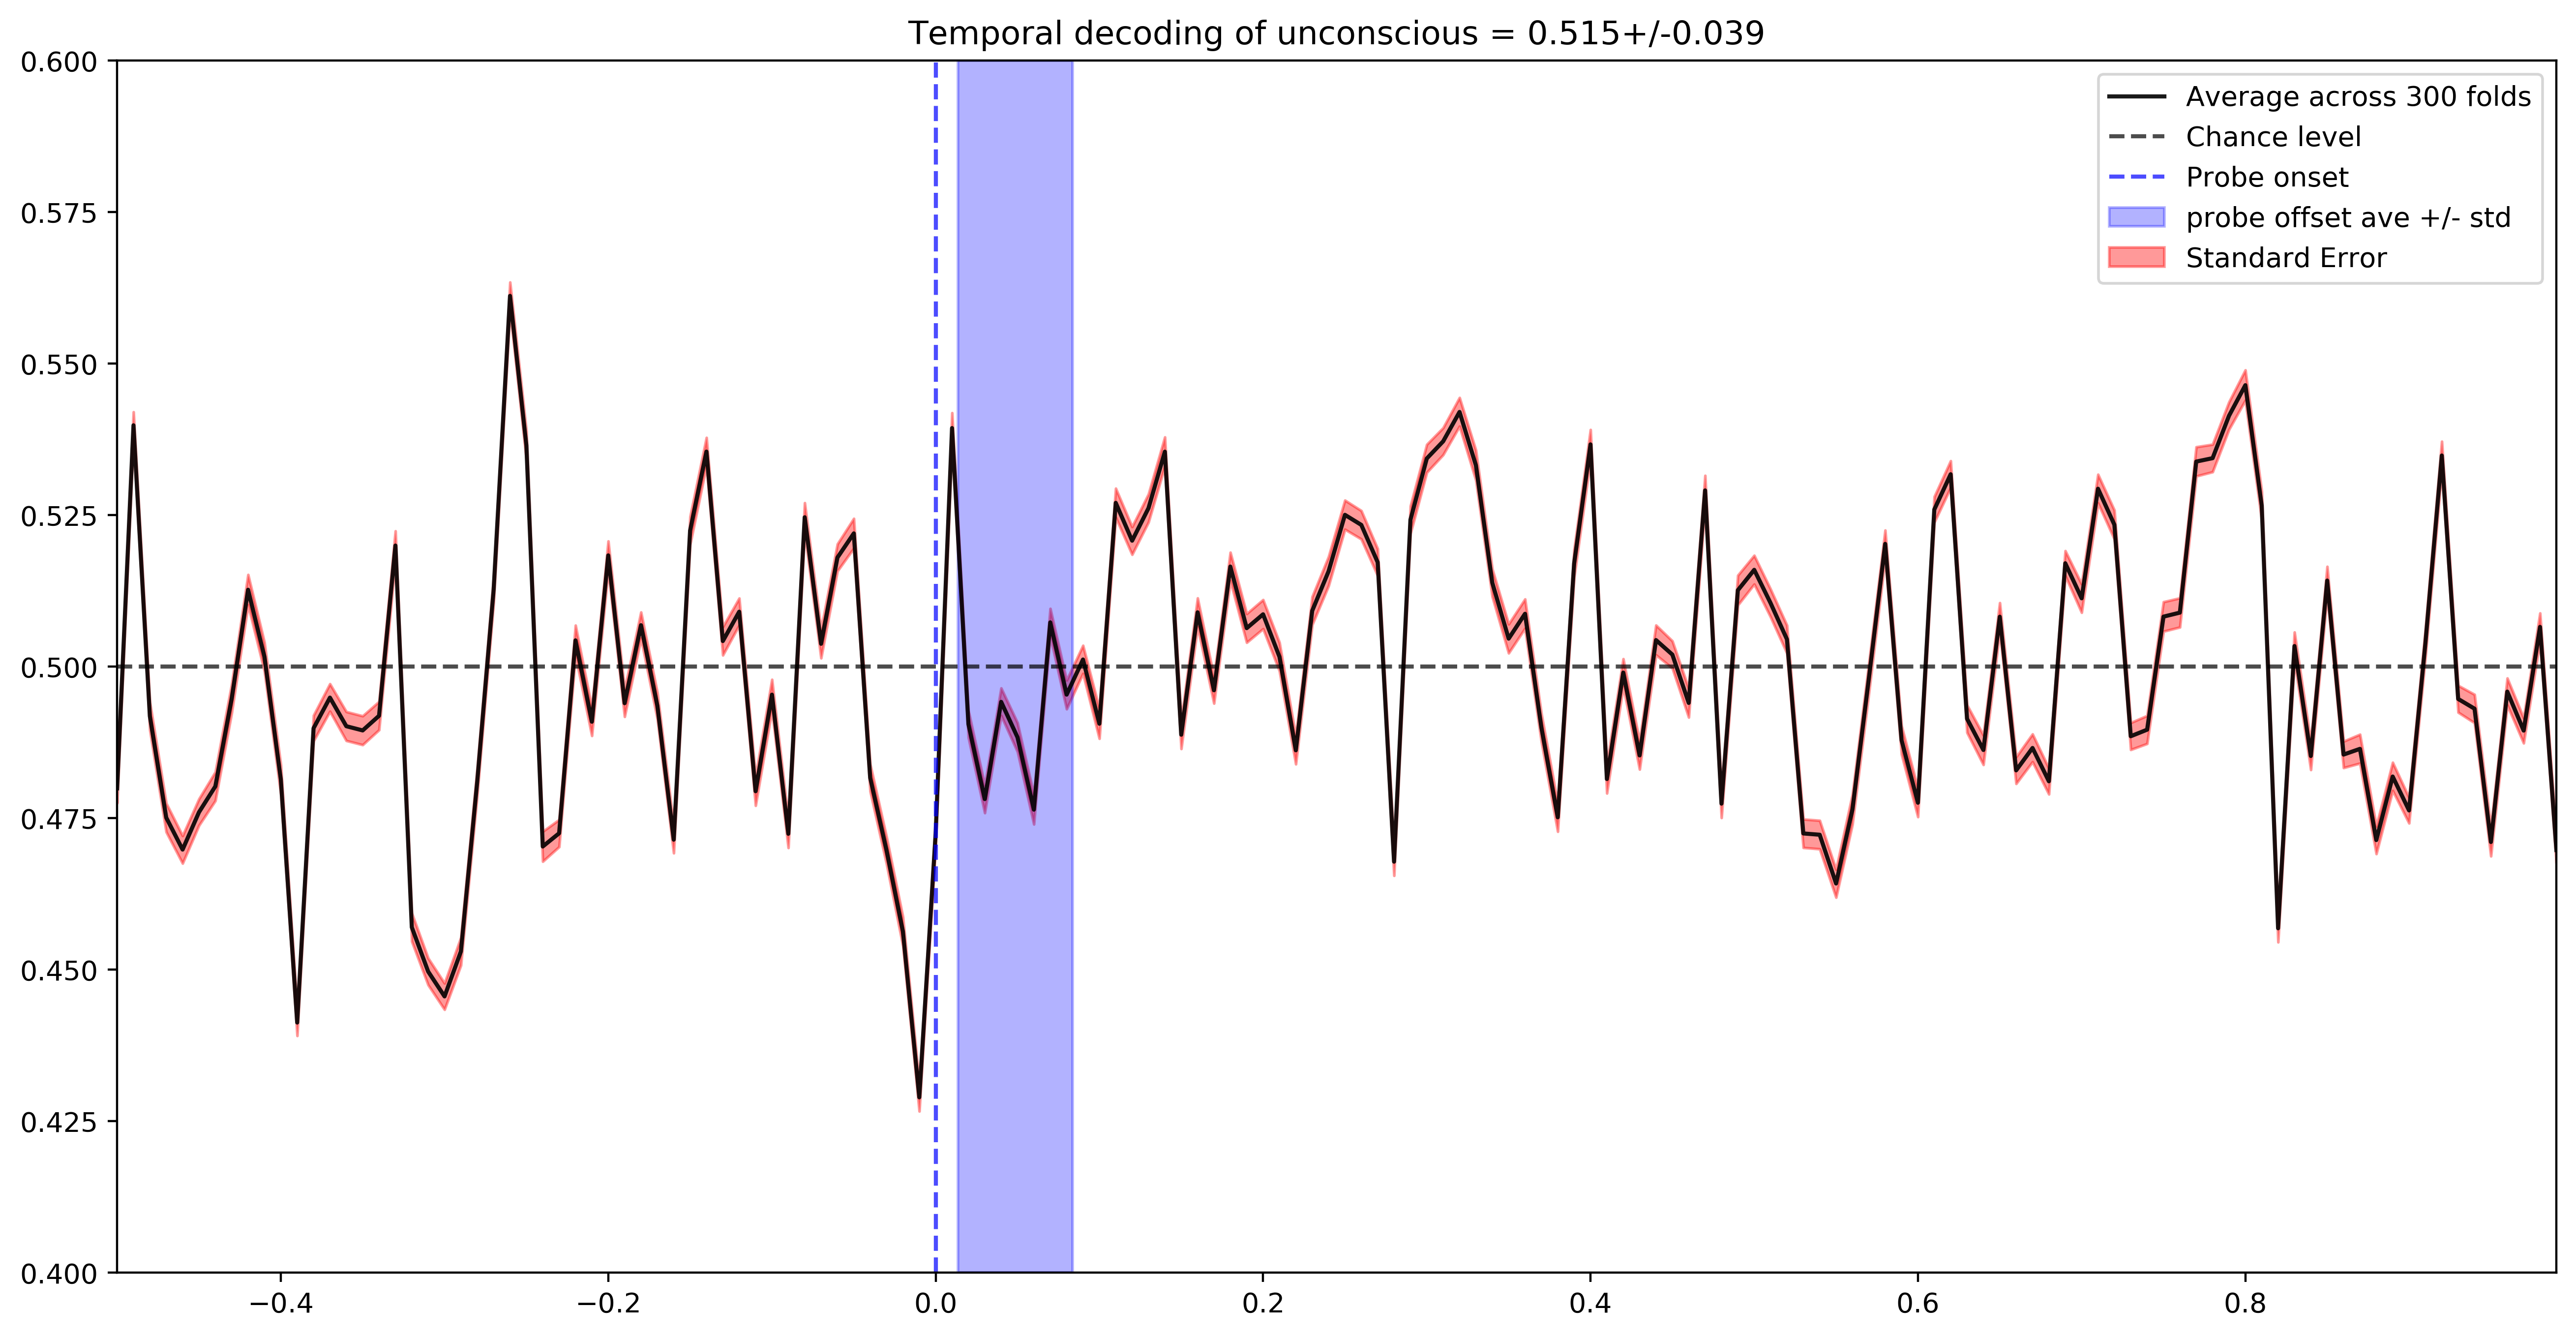 Temporal decoding of unconscious = 0.515+/-0.039
0.600
0.575
0.550
0.525
0.500
0.475
0.450
0.425
0.400
−0.4
−0.2
0.0
0.2
0.4
0.6
0.8
Average across 300 folds
Chance level
Probe onset
probe offset ave +/- std
Standard Error